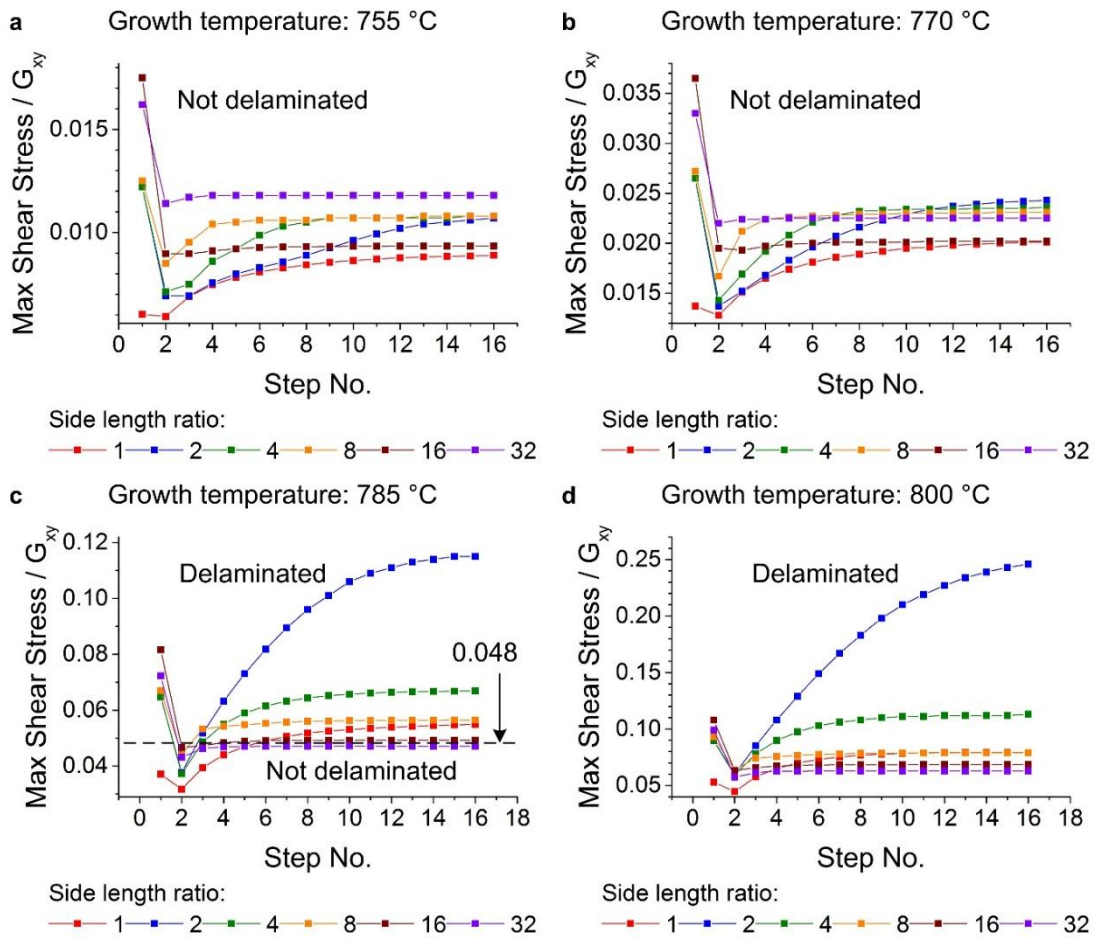 a Growth temperature: 755 °C
Max Shear Stress / Gxy
0.015
0.010
Not delaminated
0 2 4 6 8 10 12 14 16
Step No.
Side length ratio:
1 2 4 8 16 32
b Growth temperature: 770 °C
Max Shear Stress / Gxy
0.035
0.030
0.025
0.020
0.015
Not delaminated
0 2 4 6 8 10 12 14 16
Step No.
Side length ratio:
1 2 4 8 16 32
c Growth temperature: 785 °C
Max Shear Stress / Gxy
0.12
0.10
0.08
0.06
0.04
Delaminated
0.048
Not delaminated
0 2 4 6 8 10 12 14 16 18
Step No.
Side length ratio:
1 2 4 8 16 32
d Growth temperature: 800 °C
Max Shear Stress / Gxy
0.25
0.20
0.15
0.10
0.05
Delaminated
0 2 4 6 8 10 12 14 16 18
Step No.
Side length ratio:
1 2 4 8 16 32